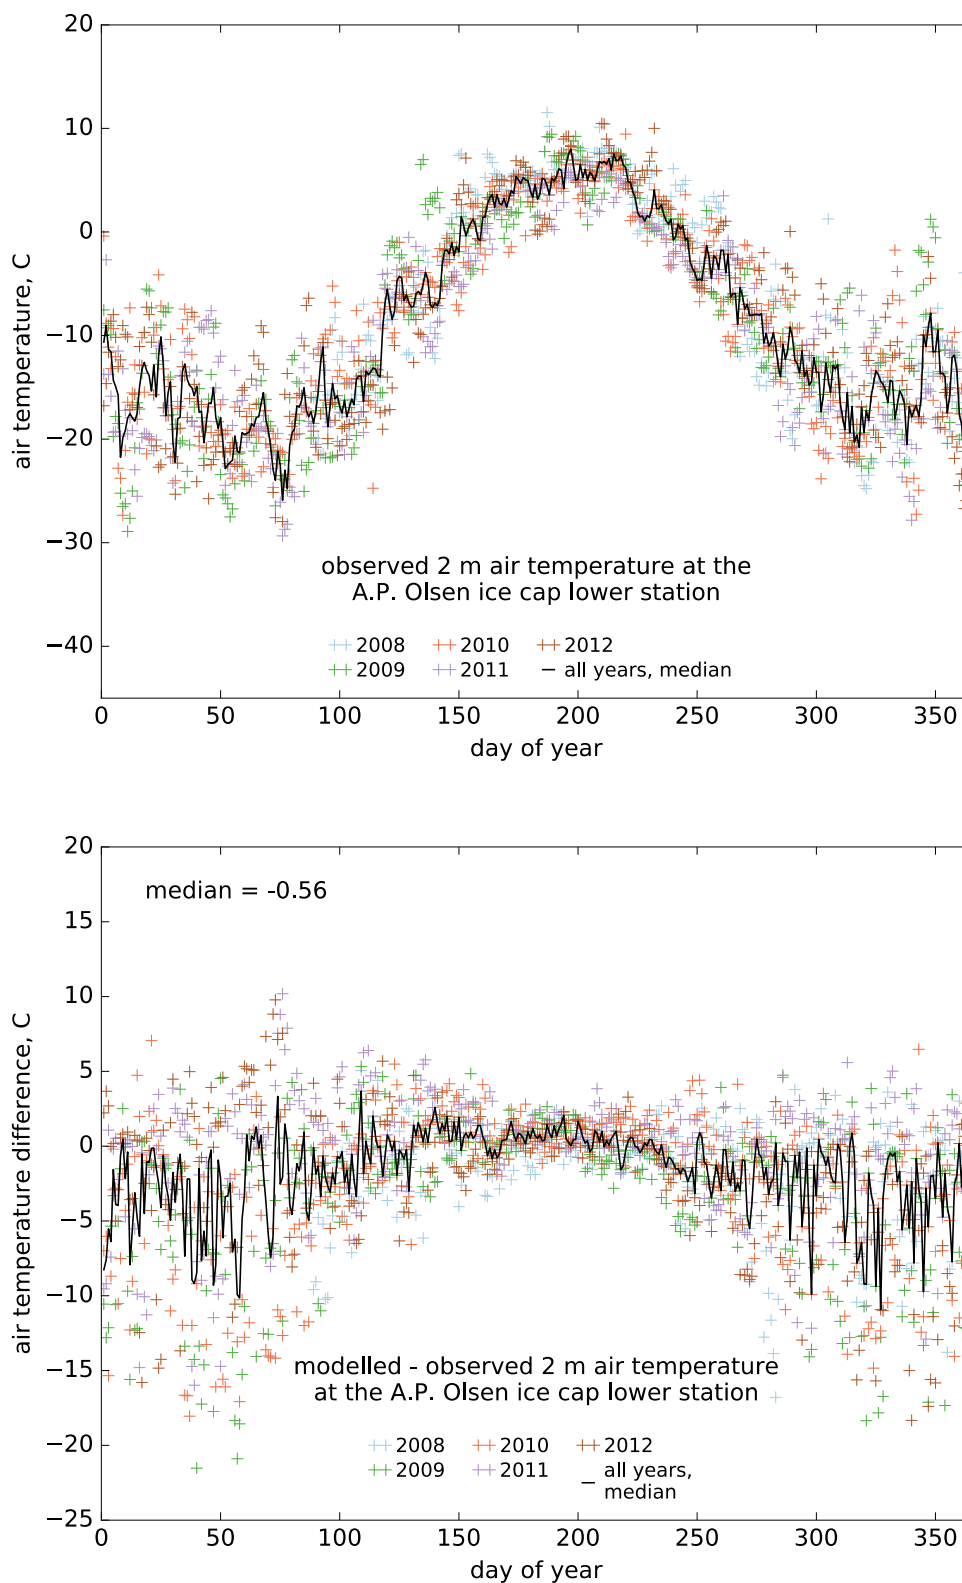 20
10
0
−10
−20
−30
−40
air temperature, C
observed 2 m air temperature at the
A.P. Olsen ice cap lower station
2008 2010 2012
2009 2011 all years, median
0 50 100 150 200 250 300 350
day of year
20
15
10
5
0
−5
−10
−15
−20
−25
air temperature difference, C
median = -0.56
modelled - observed 2 m air temperature
at the A.P. Olsen ice cap lower station
2008 2010 2012
2009 2011 all years,
median
0 50 100 150 200 250 300 350
day of year